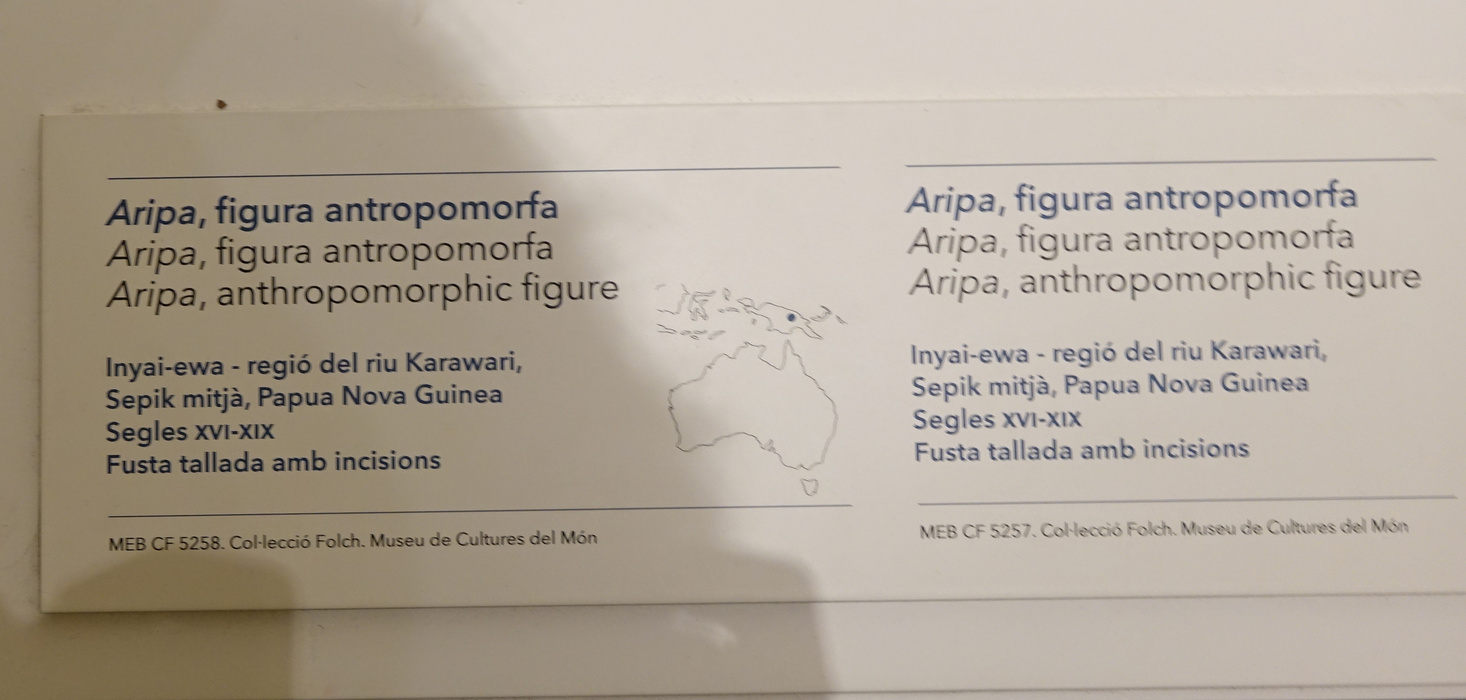 Aripa, figura antropomorfa
Aripa, figura antropomorfa
Aripa, anthropomorphic figure
Inyai-ewa - regió del riu Karawari,
Sepik mitjà, Papua Nova Guinea
Segles XVI-XIX
Fusta tallada amb incisions
MEB CF 5258. Col·lecció Folch. Museu de Cultures del Món
Aripa, figura antropomorfa
Aripa, figura antropomorfa
Aripa, anthropomorphic figure
Inyai-ewa - regió del riu Karawari,
Sepik mitjà, Papua Nova Guinea
Segles XVI-XIX
Fusta tallada amb incisions
MEB CF 5257. Col·lecció Folch. Museu de Cultures del Món